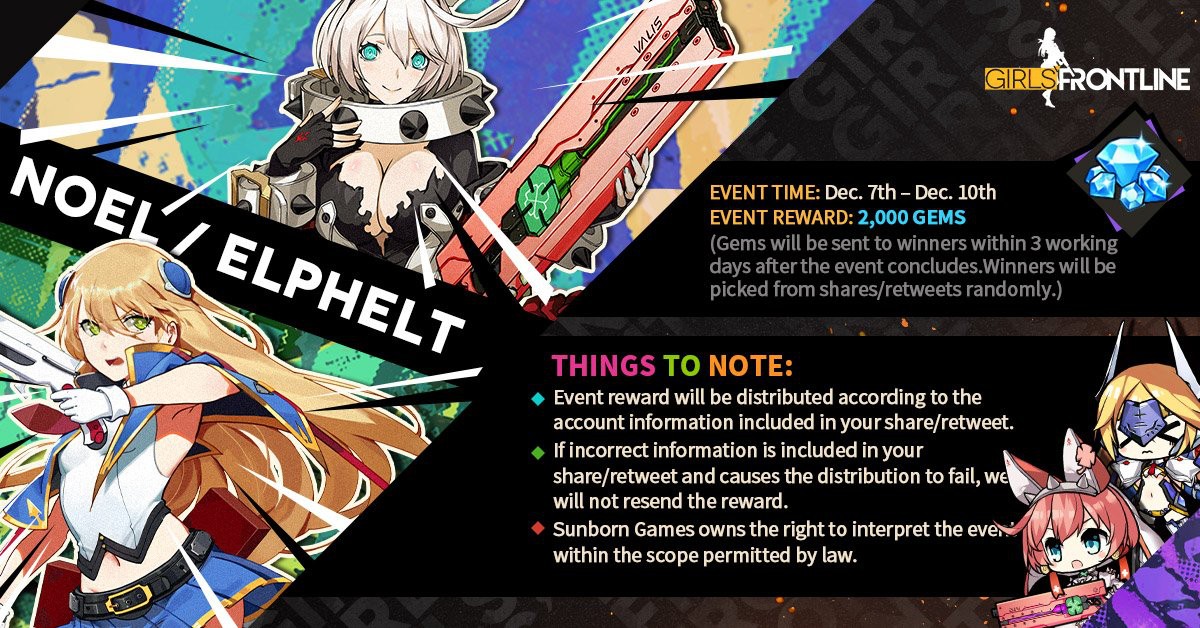 VALIS
GIRLSFRONTLINE
NOEL / ELPHELT
EVENT TIME: Dec. 7th – Dec. 10th
EVENT REWARD: 2,000 GEMS
(Gems will be sent to winners within 3 working
days after the event concludes.Winners will be
picked from shares/retweets randomly.)
THINGS TO NOTE:
Event reward will be distributed according to the
account information included in your share/retweet.
If incorrect information is included in your
share/retweet and causes the distribution to fail, we
will not resend the reward.
Sunborn Games owns the right to interpret the even
within the scope permitted by law.